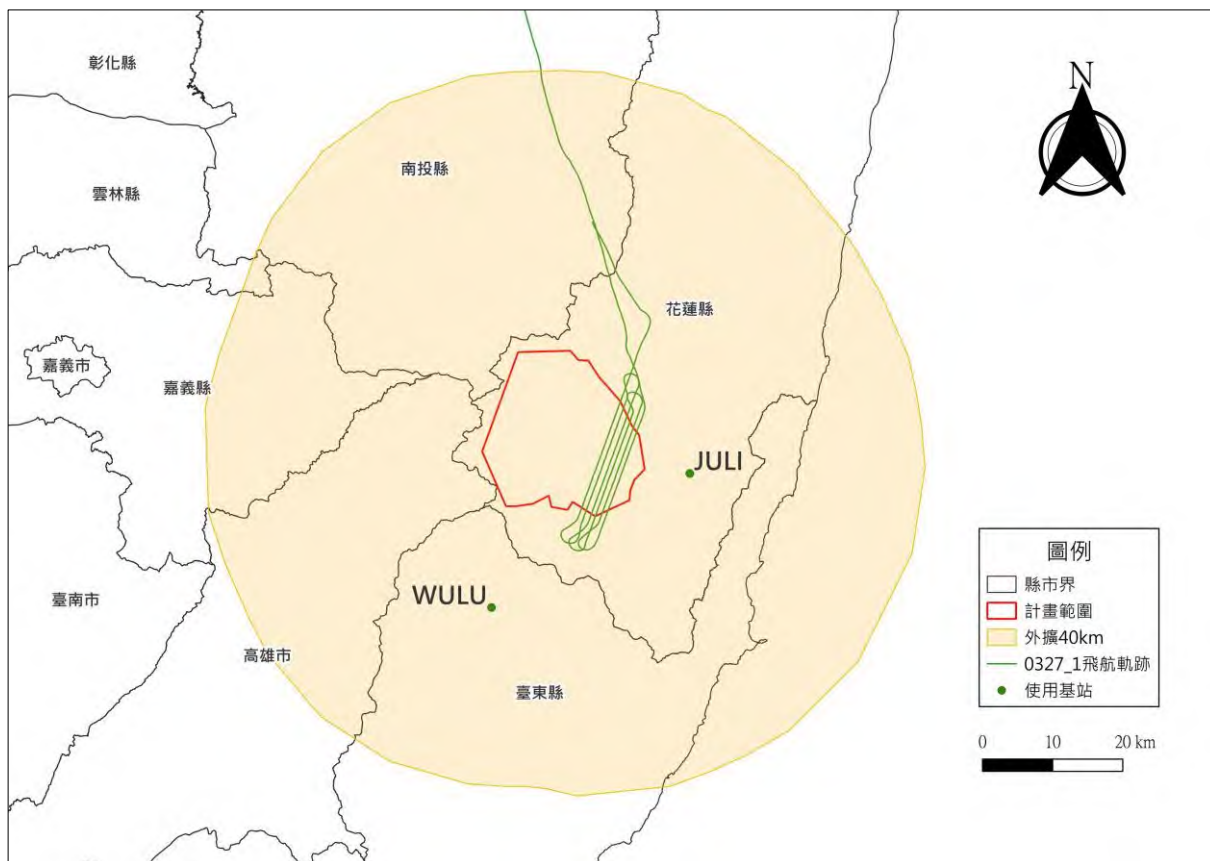 彰化縣
N
南投縣
雲林縣
花蓮縣
嘉義市
嘉義縣
JULI
WULU
臺南市
高雄市
臺東縣
圖例
縣市界
計畫範圍
外擴40km
0327_1飛航軌跡
使用基站
0 10 20 km